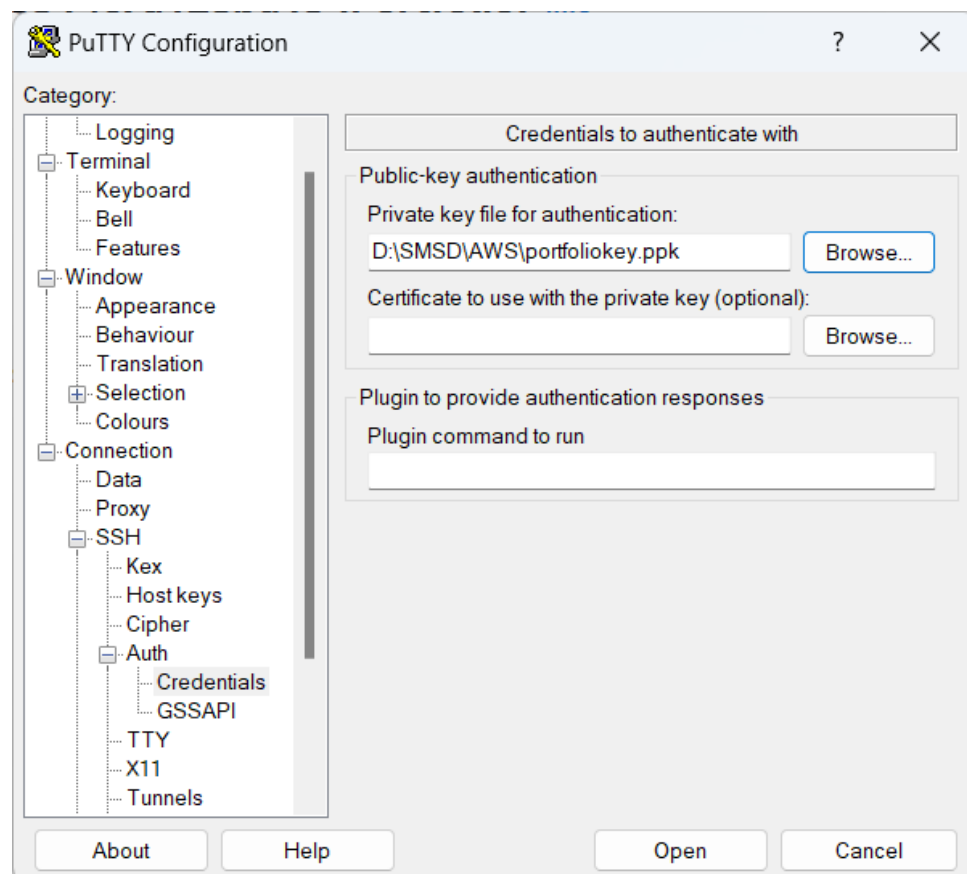 PuTTY Configuration
?
Category:
Logging
Terminal
Keyboard
Bell
Features
Window
Appearance
Behaviour
Translation
Selection
Colours
Connection
Data
Proxy
SSH
Kex
Host keys
Cipher
Auth
Credentials
GSSAPI
TTY
X11
Tunnels
Credentials to authenticate with
Public-key authentication
Private key file for authentication:
D:\SMSD\AWS\portfoliokey.ppk
Browse...
Certificate to use with the private key (optional):
Browse...
Plugin to provide authentication responses
Plugin command to run
About
Help
Open
Cancel